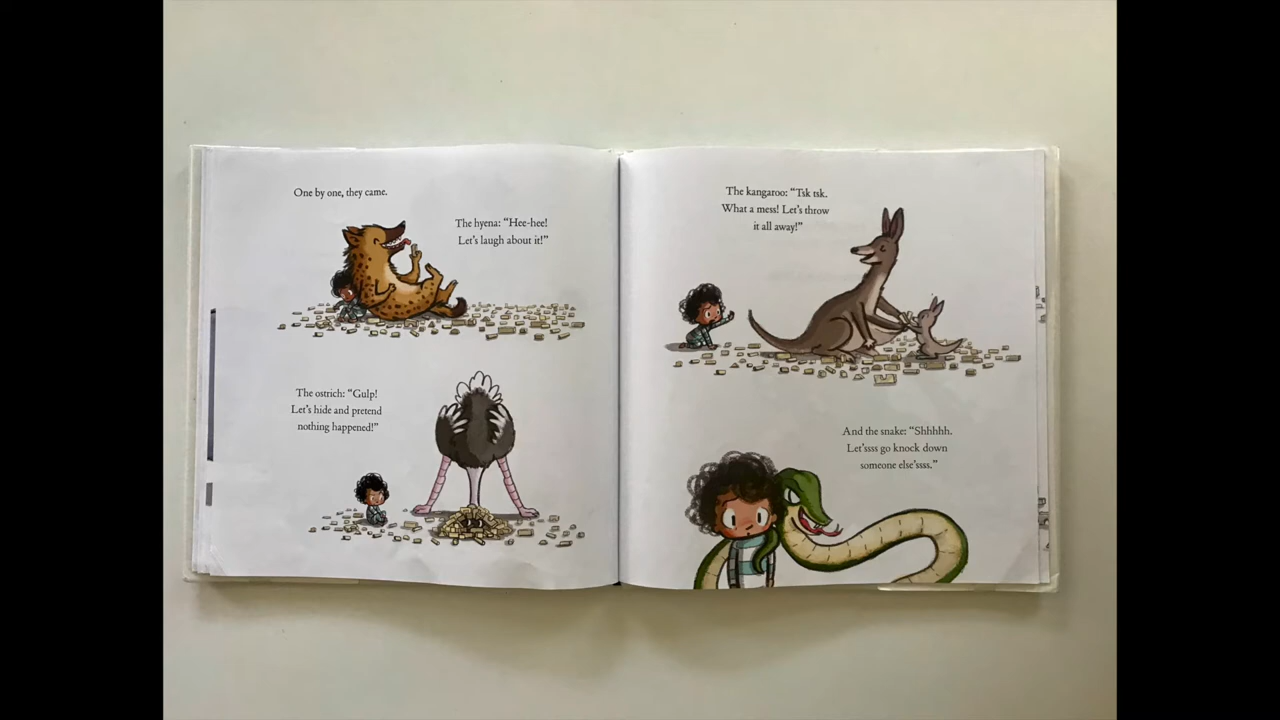 One by one, they came.
The hyena: “Hee-hee!
Let’s laugh about it!”
The ostrich: “Gulp!
Let’s hide and pretend
nothing happened!”
The kangaroo: “Tsk tsk.
What a mess! Let’s throw
it all away!”
And the snake: “Shhhhh.
Let’ssss go knock down
someone else’ssss.”